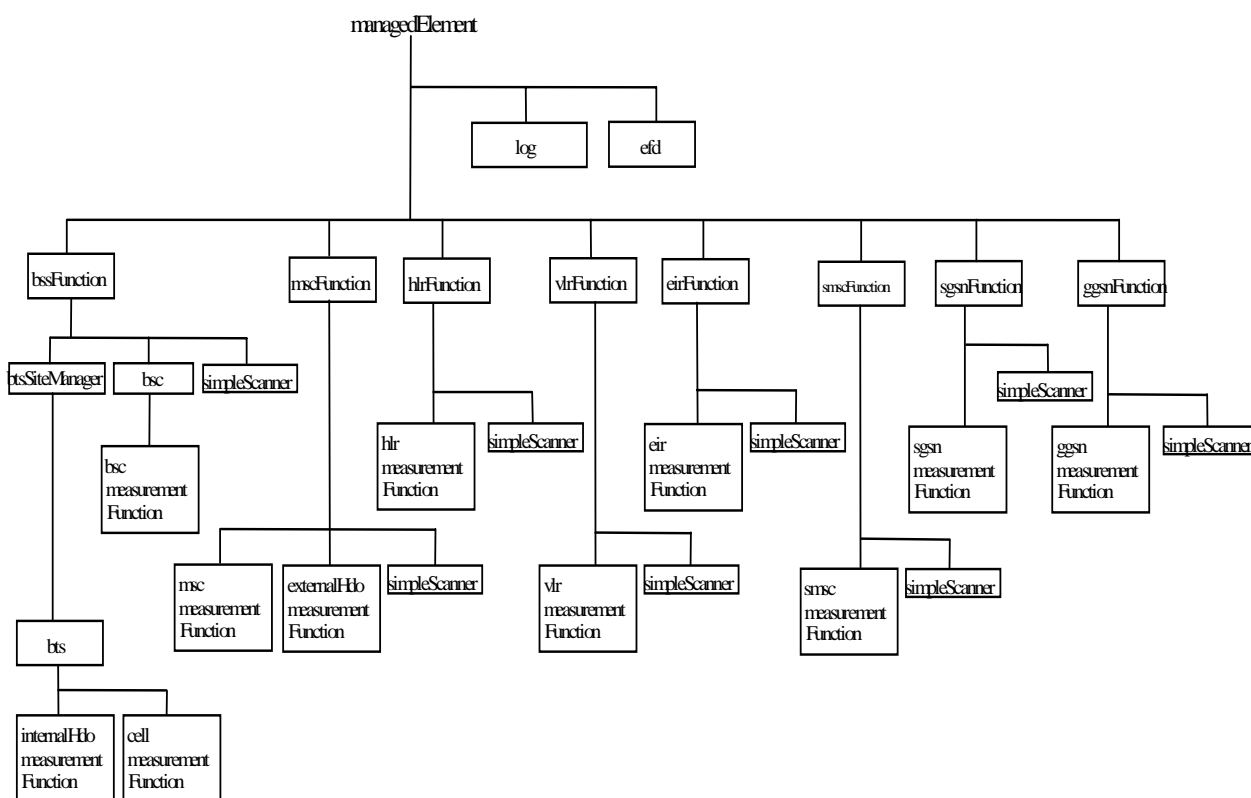 managedElement
log
efd
bssFunction
mscFunction
hlrFunction
vlrFunction
eirFunction
smscFunction
sgsnFunction
ggsnFunction
btsSiteManager
bsc
simpleScanner
bsc
measurement
Function
hlr
measurement
Function
simpleScanner
eir
measurement
Function
simpleScanner
sgsn
measurement
Function
simpleScanner
ggsn
measurement
Function
simpleScanner
msc
measurement
Function
externalHdo
measurement
Function
simpleScanner
vlr
measurement
Function
simpleScanner
smsc
measurement
Function
simpleScanner
bts
internalHdo
measurement
Function
cell
measurement
Function